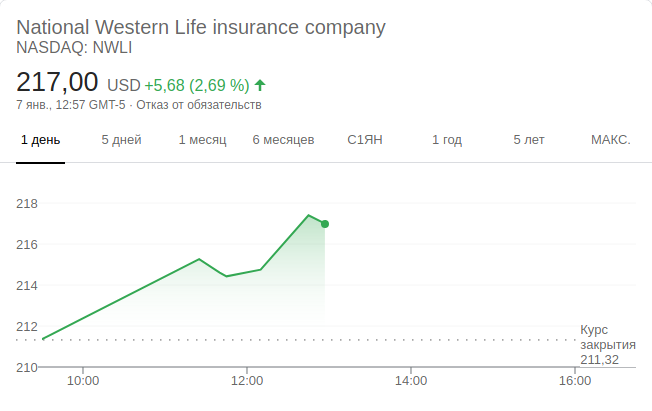 National Western Life insurance company
NASDAQ: NWLI
217,00 USD +5,68 (2,69 %)
7 янв., 12:57 GMT-5 · Отказ от обязательств
1 день 5 дней 1 месяц 6 месяцев С1ЯН 1 год 5 лет МАКС.
218
216
214
212
210
Курс
закрытия
211,32
10:00 12:00 14:00 16:00